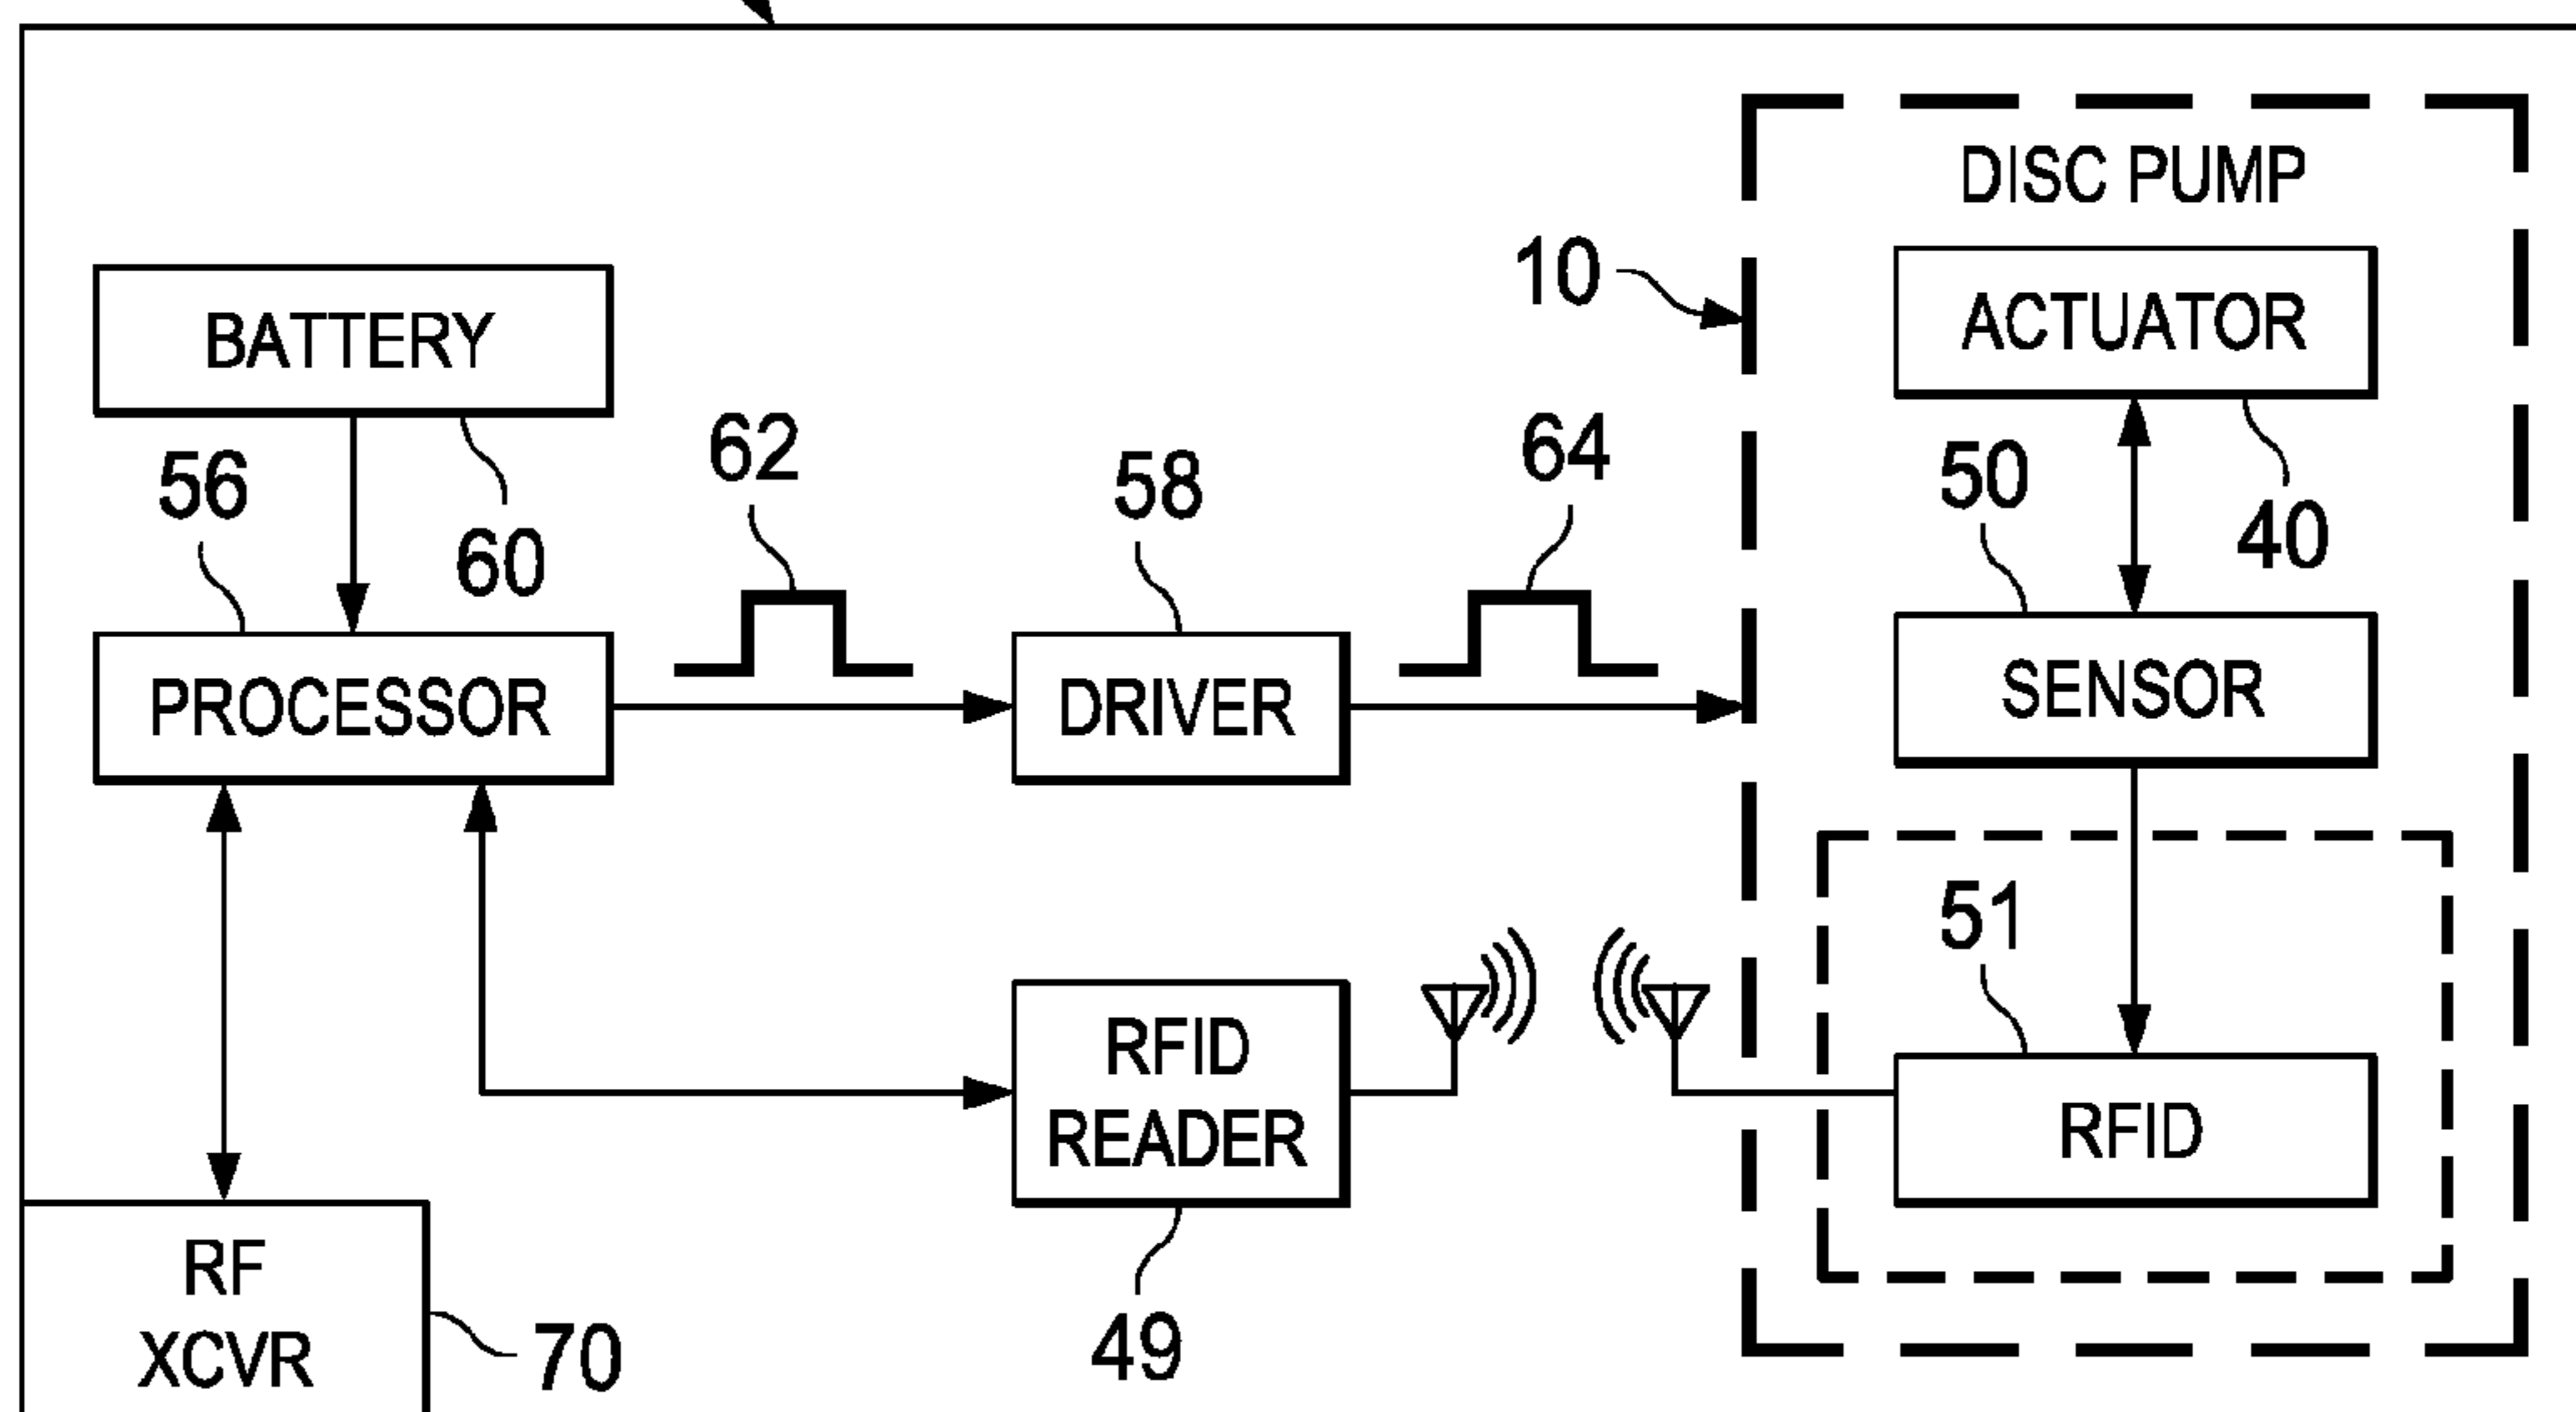 DISC PUMP
10
ACTUATOR
BATTERY
62
64
56
58
50
40
60
PROCESSOR
DRIVER
SENSOR
51
RFID
READER
RFID
RF
XCVR
70
49